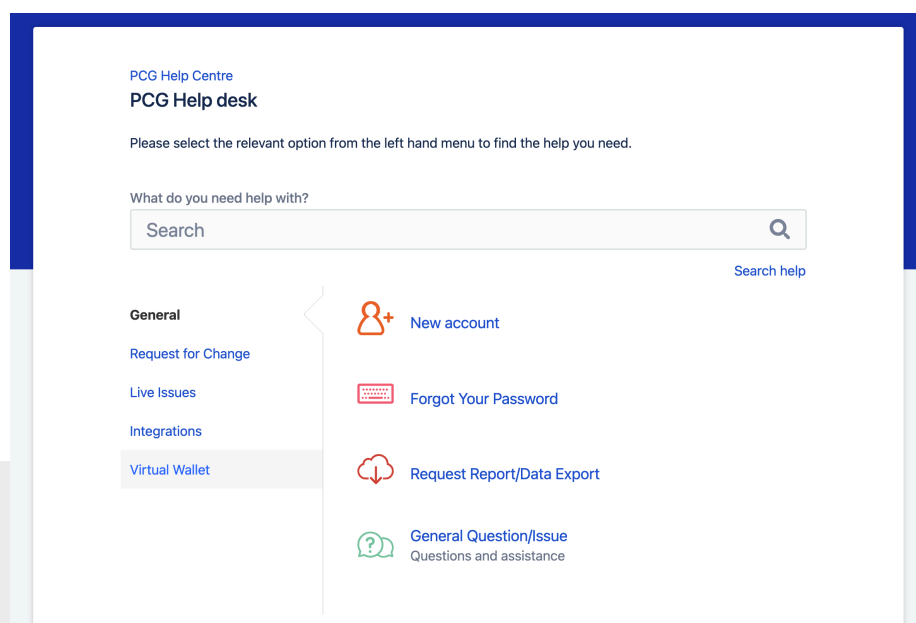 PCG Help Centre
PCG Help desk
Please select the relevant option from the left hand menu to find the help you need.
What do you need help with?
Search
Search help
General
Request for Change
Live Issues
Integrations
Virtual Wallet
New account
Forgot Your Password
Request Report/Data Export
General Question/Issue
Questions and assistance